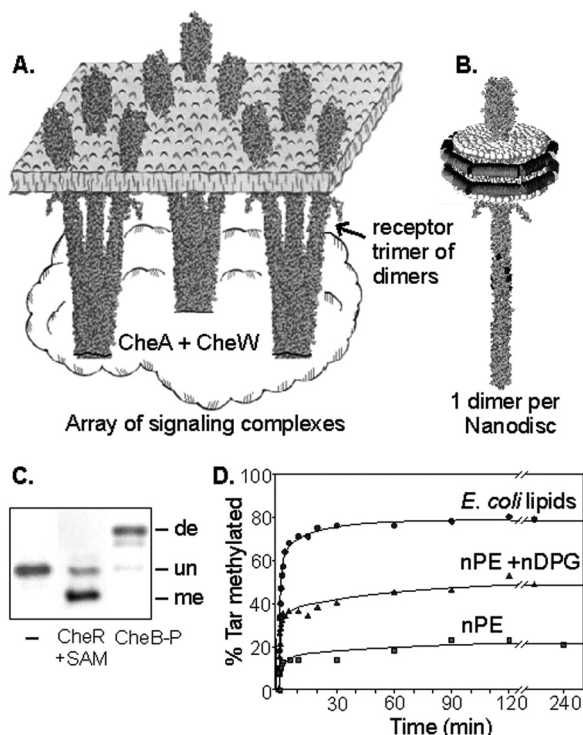 A.
B.
receptor
trimer of
dimers
CheA + CheW
Array of signaling complexes
1 dimer per
Nanodisc
C.
de
un
me
–
CheR
+SAM
CheB-P
D.
100
80
60
40
20
0
% Tar methylated
E. coli lipids
nPE +nDPG
nPE
0 30 60 90 120 240
Time (min)